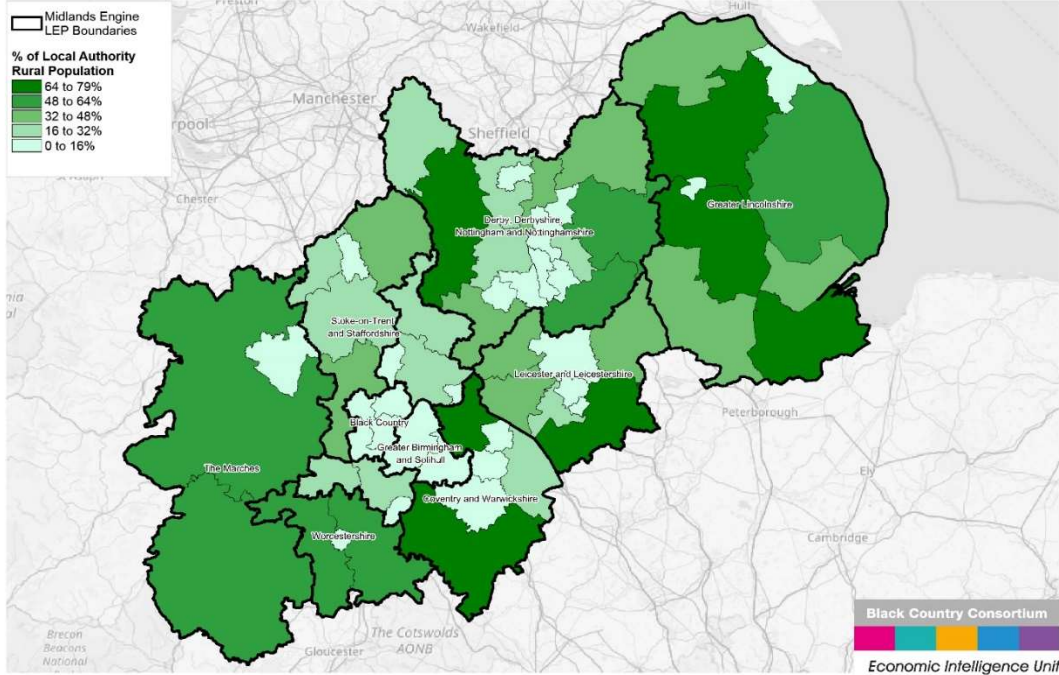 Midlands Engine
LEP Boundaries
% of Local Authority
Rural Population
64 to 79%
48 to 64%
32 to 48%
16 to 32%
0 to 16%
Preston
Wakefield
Hull
Manchester
rpool
Sheffield
Chester
Greater Lincolnshire
Derby, Derbyshire,
Nottingham and Nottinghamshire
Stoke-on-Trent
and Staffordshire
Leicester and Leicestershire
Peterborough
Black Country
Greater Birmingham
and Solihull
The Marches
Ely
Coventry and Warwickshire
Worcestershire
Cambridge
Black Country Consortium
Brecon
Beacons
National
The Cotswolds
AONB
Gloucester
Economic Intelligence Unit